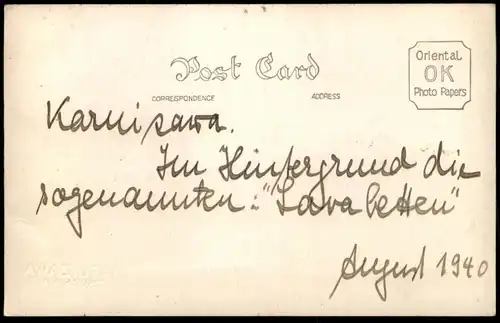 Post Card
CORRESPONDENCE ADDRESS
Oriental
OK
Photo Papers
Karuisawa.
Im Hintergrund die
sogenannten: "Lavabetten"
August 1940